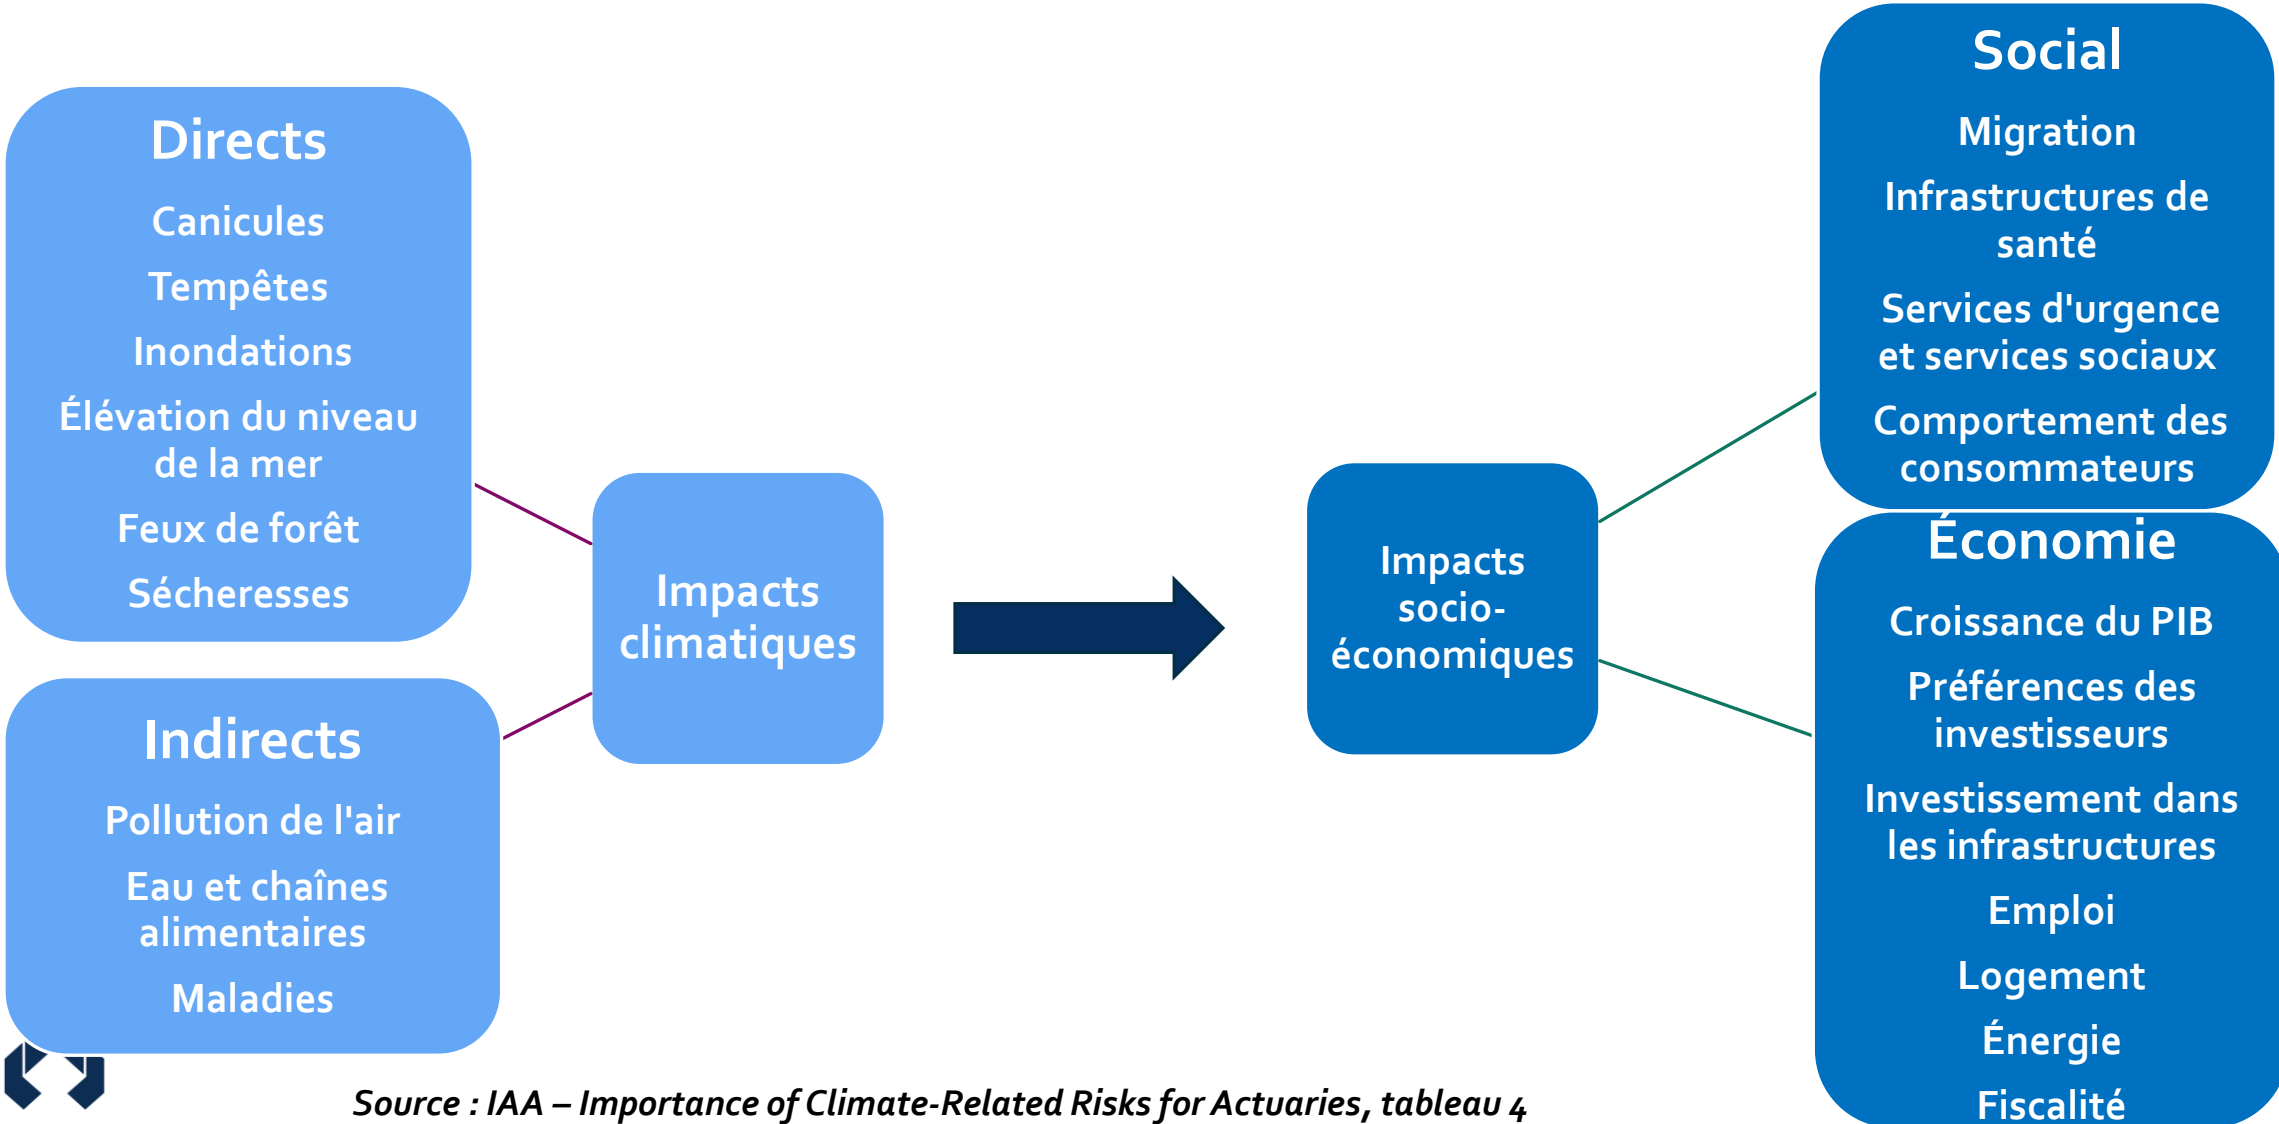 Directs
Canicules
Tempêtes
Inondations
Élévation du niveau
de la mer
Feux de forêt
Sécheresses
Indirects
Pollution de l'air
Eau et chaînes
alimentaires
Maladies
Impacts
climatiques
Impacts
socio-
économiques
Social
Migration
Infrastructures de
santé
Services d'urgence
et services sociaux
Comportement des
consommateurs
Économie
Croissance du PIB
Préférences des
investisseurs
Investissement dans
les infrastructures
Emploi
Logement
Énergie
Fiscalité
Source : IAA – Importance of Climate-Related Risks for Actuaries, tableau 4